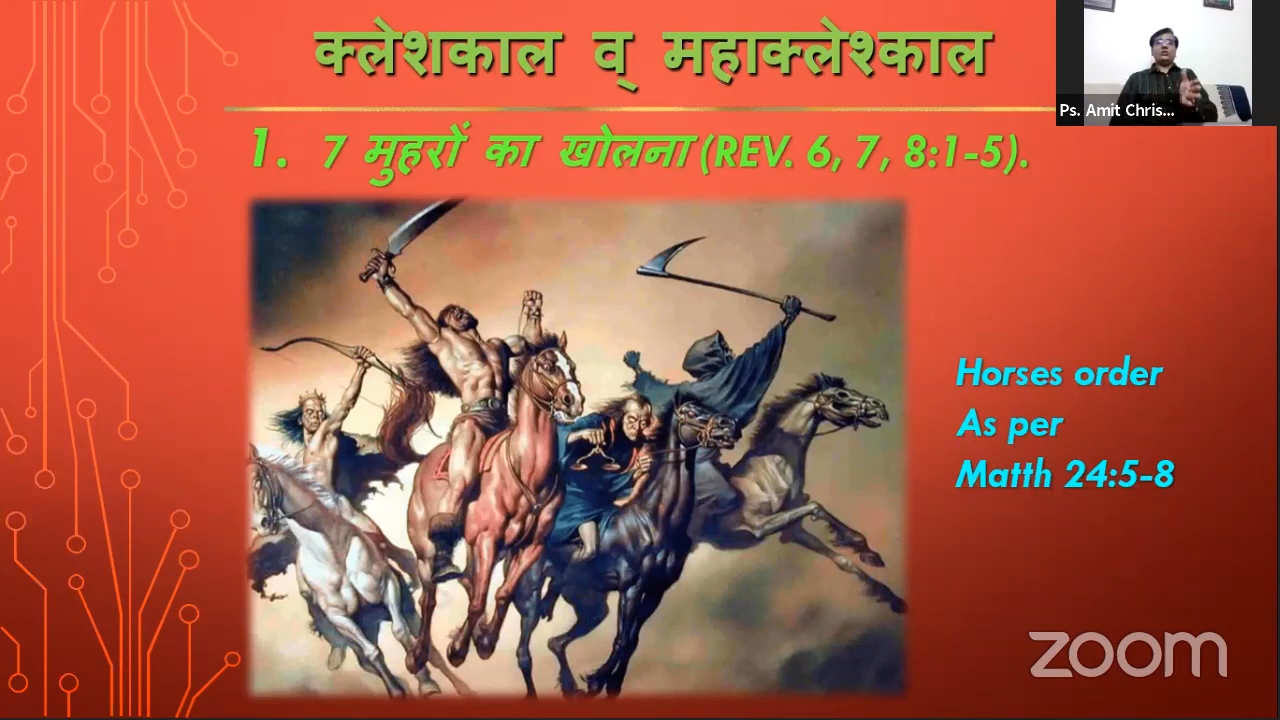 क्लेशकाल व् महाक्लेश्काल
Ps. Amit Chris...
1. 7 मुहरों का खोलना (REV. 6, 7, 8:1-5).
Horses order
As per
Matth 24:5-8
zoom